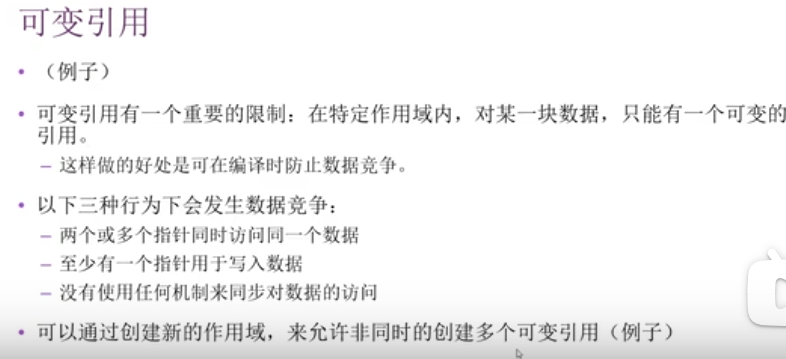 可变引用
• （例子）
• 可变引用有一个重要的限制：在特定作用域内，对某一块数据，只能有一个可变的
引用。
– 这样做的好处是可在编译时防止数据竞争。
• 以下三种行为下会发生数据竞争：
– 两个或多个指针同时访问同一个数据
– 至少有一个指针用于写入数据
– 没有使用任何机制来同步对数据的访问
• 可以通过创建新的作用域，来允许非同时的创建多个可变引用（例子）